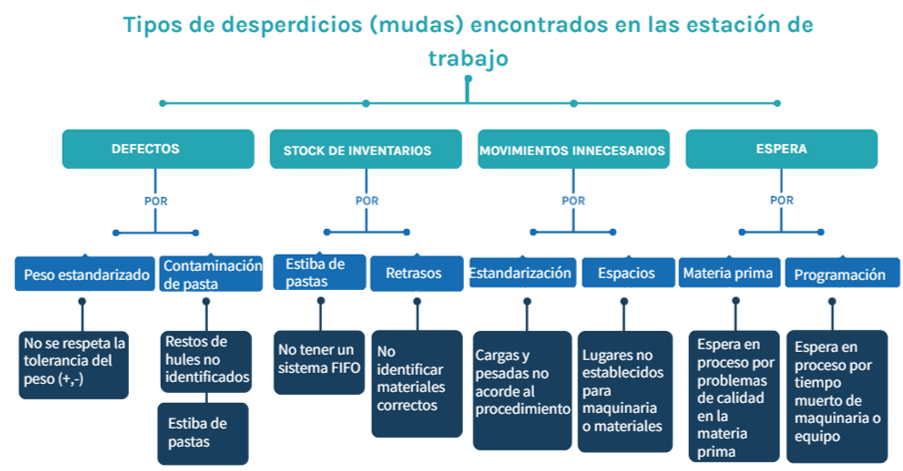 Tipos de desperdicios (mudas) encontrados en las estación de
trabajo
DEFECTOS
STOCK DE INVENTARIOS
MOVIMIENTOS INNECESARIOS
ESPERA
POR
POR
POR
POR
Peso estandarizado
Contaminación
de pasta
Estiba de
pastas
Retrasos
Estandarización
Espacios
Materia prima
Programación
No se respeta la
tolerancia del
peso (+,-)
Restos de
hules no
identificados
Estiba de
pastas
No tener un
sistema FIFO
No
identificar
materiales
correctos
Cargas y
pesadas no
acorde al
procedimiento
Lugares no
establecidos
para
maquinaria
o materiales
Espera en
proceso por
problemas
de calidad
en la
materia
prima
Espera en
proceso por
tiempo
muerto de
maquinaria o
equipo